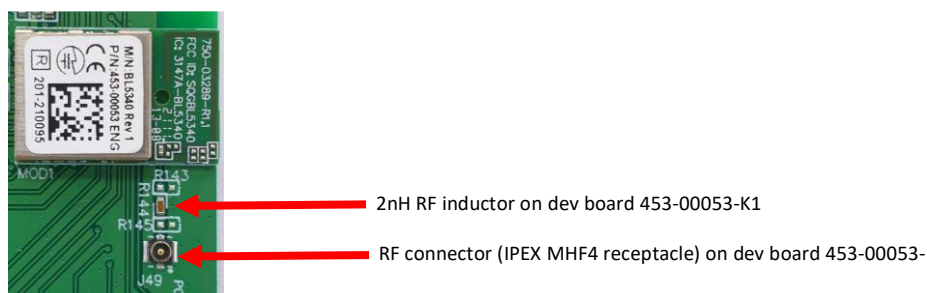 M/N:BL5340 Rev 1
P/N:453-00053 ENG
R 201-210095
750-03289-R1.1
FCC ID: SQGBL5340
IC: 3147A-BL5340
MOD1
R143
R144
2nH RF inductor on dev board 453-00053-K1
R145
RF connector (IPEX MHF4 receptacle) on dev board 453-00053-
J49